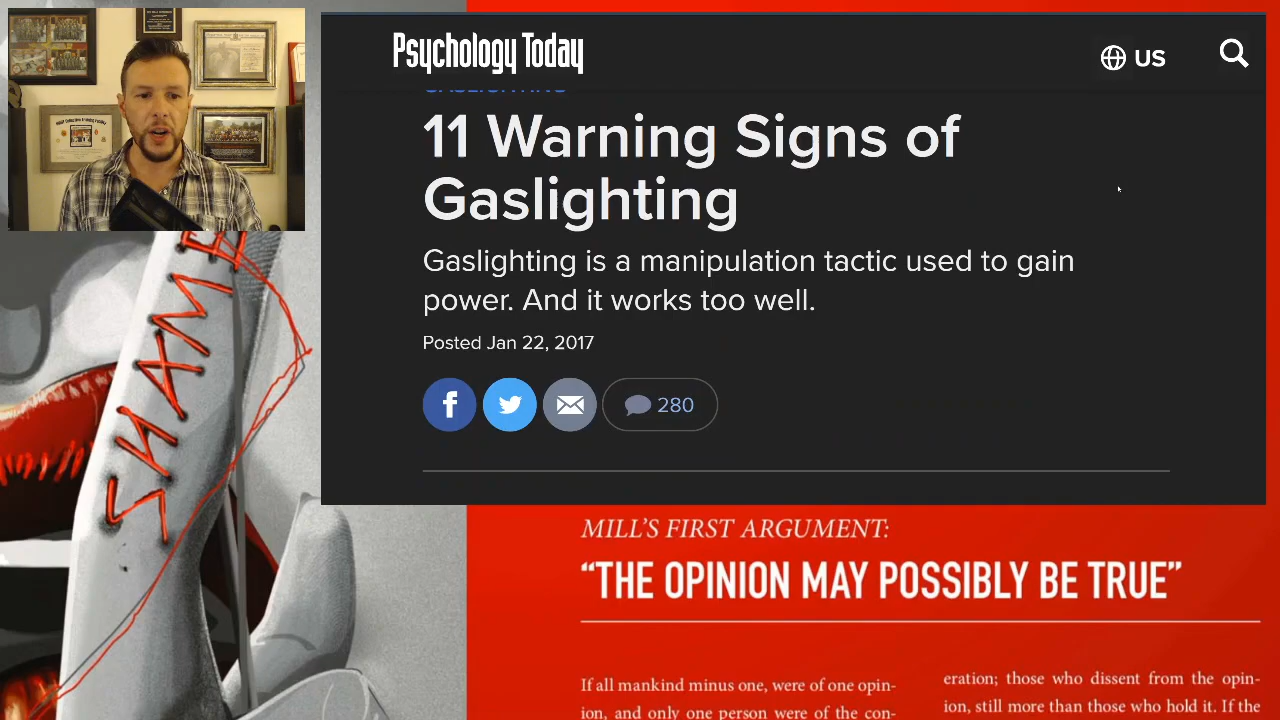 Psychology Today
US
GASLIGHTING
11 Warning Signs of
Gaslighting
Gaslighting is a manipulation tactic used to gain
power. And it works too well.
Posted Jan 22, 2017
280
SHAME
MILL'S FIRST ARGUMENT:
“THE OPINION MAY POSSIBLY BE TRUE”
If all mankind minus one, were of one opin-
ion, and only one person were of the con-
eration; those who dissent from the opin-
ion, still more than those who hold it. If the